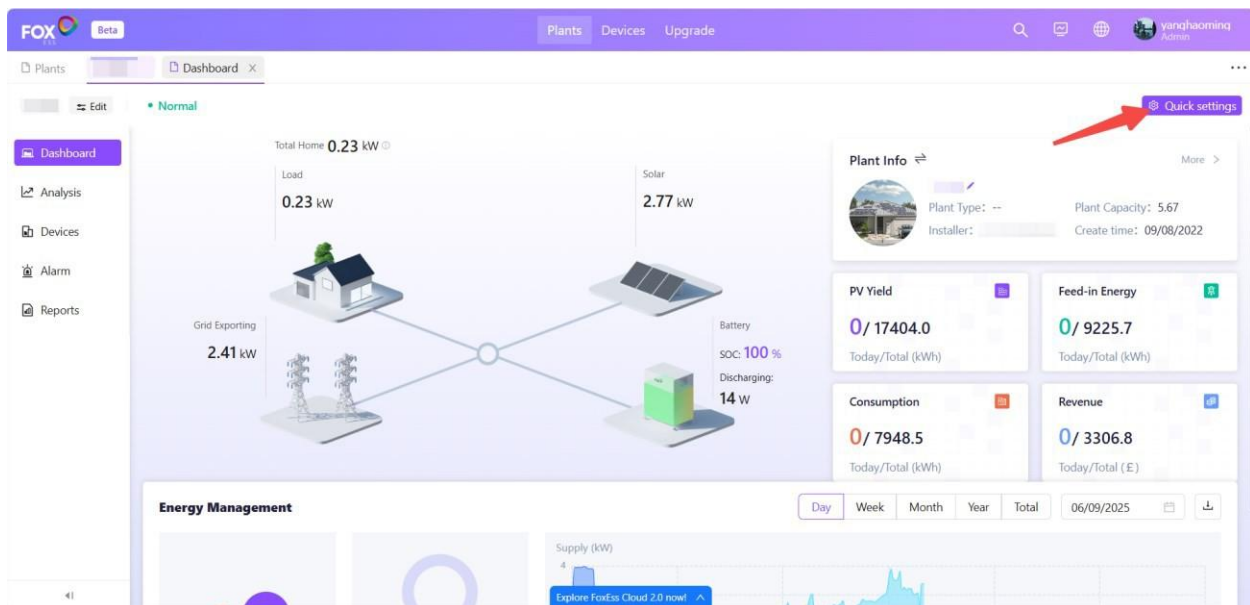 FOX ESS Beta Plants Devices Upgrade yanghaoming
Admin
Plants Dashboard ×
Edit • Normal Quick settings
Dashboard
Analysis
Devices
Alarm
Reports
Total Home 0.23 kW
Load
0.23 kW
Solar
2.77 kW
Grid Exporting
2.41 kW
Battery
SOC: 100 %
Discharging:
14 W
Plant Info More >
Plant Type: -- Plant Capacity: 5.67
Installer: Create time: 09/08/2022
PV Yield
0/ 17404.0
Today/Total (kWh)
Feed-in Energy
0/ 9225.7
Today/Total (kWh)
Consumption
0/ 7948.5
Today/Total (kWh)
Revenue
0/ 3306.8
Today/Total (£)
Energy Management Day Week Month Year Total 06/09/2025
Supply (kW)
4
Explore FoxEss Cloud 2.0 now!